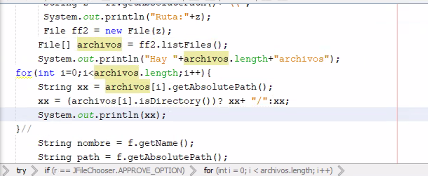 System.out.println("Ruta:"+z);
File ff2 = new File(z);
File[] archivos = ff2.listFiles();
System.out.println("Hay "+archivos.length+"archivos");
for(int i=0;i<archivos.length;i++){
String xx = archivos[i].getAbsolutePath();
xx = (archivos[i].isDirectory())? xx+ "/":xx;
System.out.println(xx);
}//
String nombre = f.getName();
String path = f.getAbsolutePath();
try if (r == JFileChooser.APPROVE_OPTION) for (int i = 0; i < archivos.length; i++)